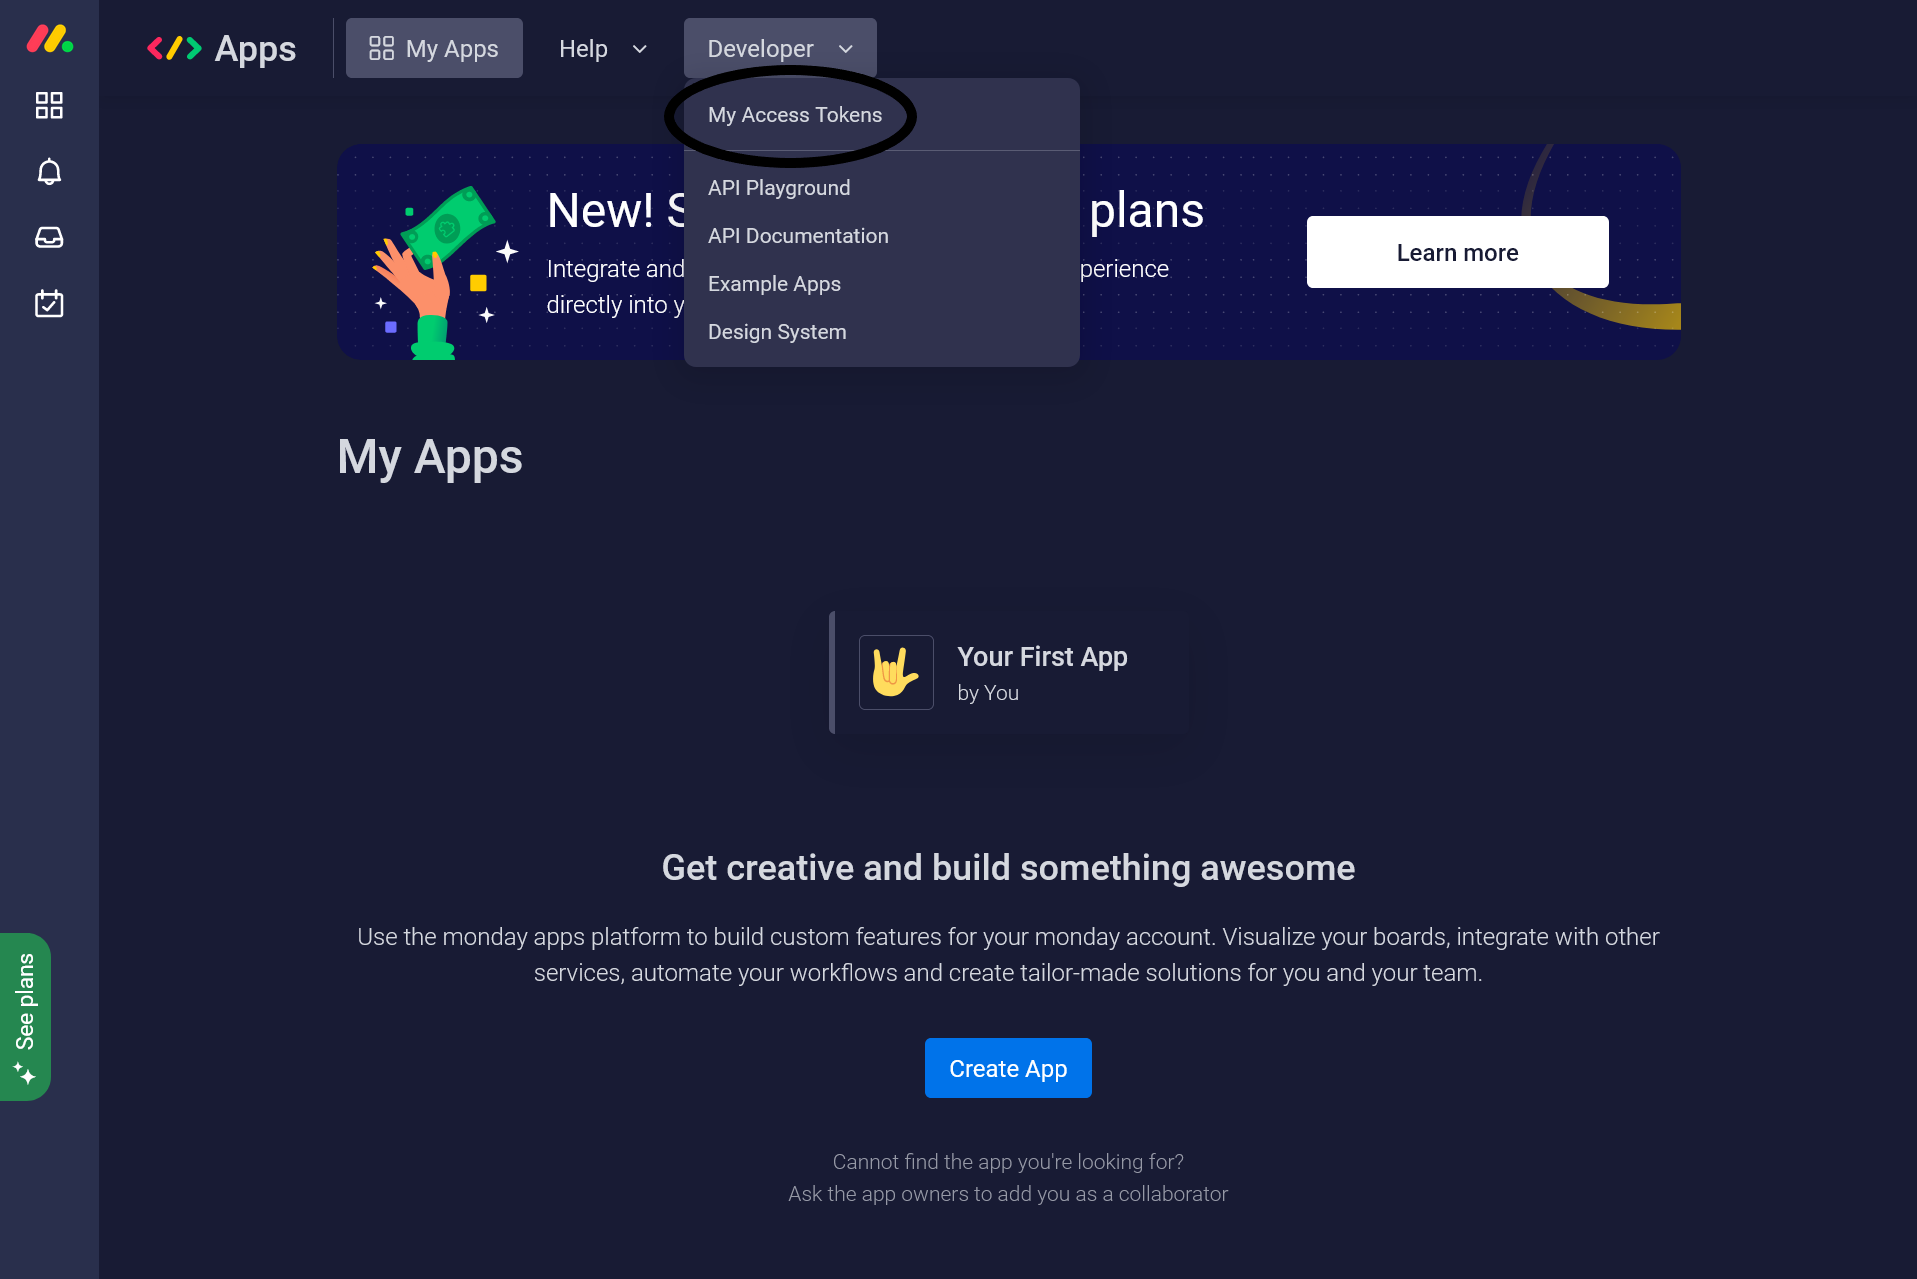 Apps
My Apps
Help
Developer
My Access Tokens
API Playground
API Documentation
Example Apps
Design System
New! plans
Integrate and
directly into
Learn more
My Apps
Your First App
by You
Get creative and build something awesome
Use the monday apps platform to build custom features for your monday account. Visualize your boards, integrate with other
services, automate your workflows and create tailor-made solutions for you and your team.
Create App
Cannot find the app you're looking for?
Ask the app owners to add you as a collaborator
See plans